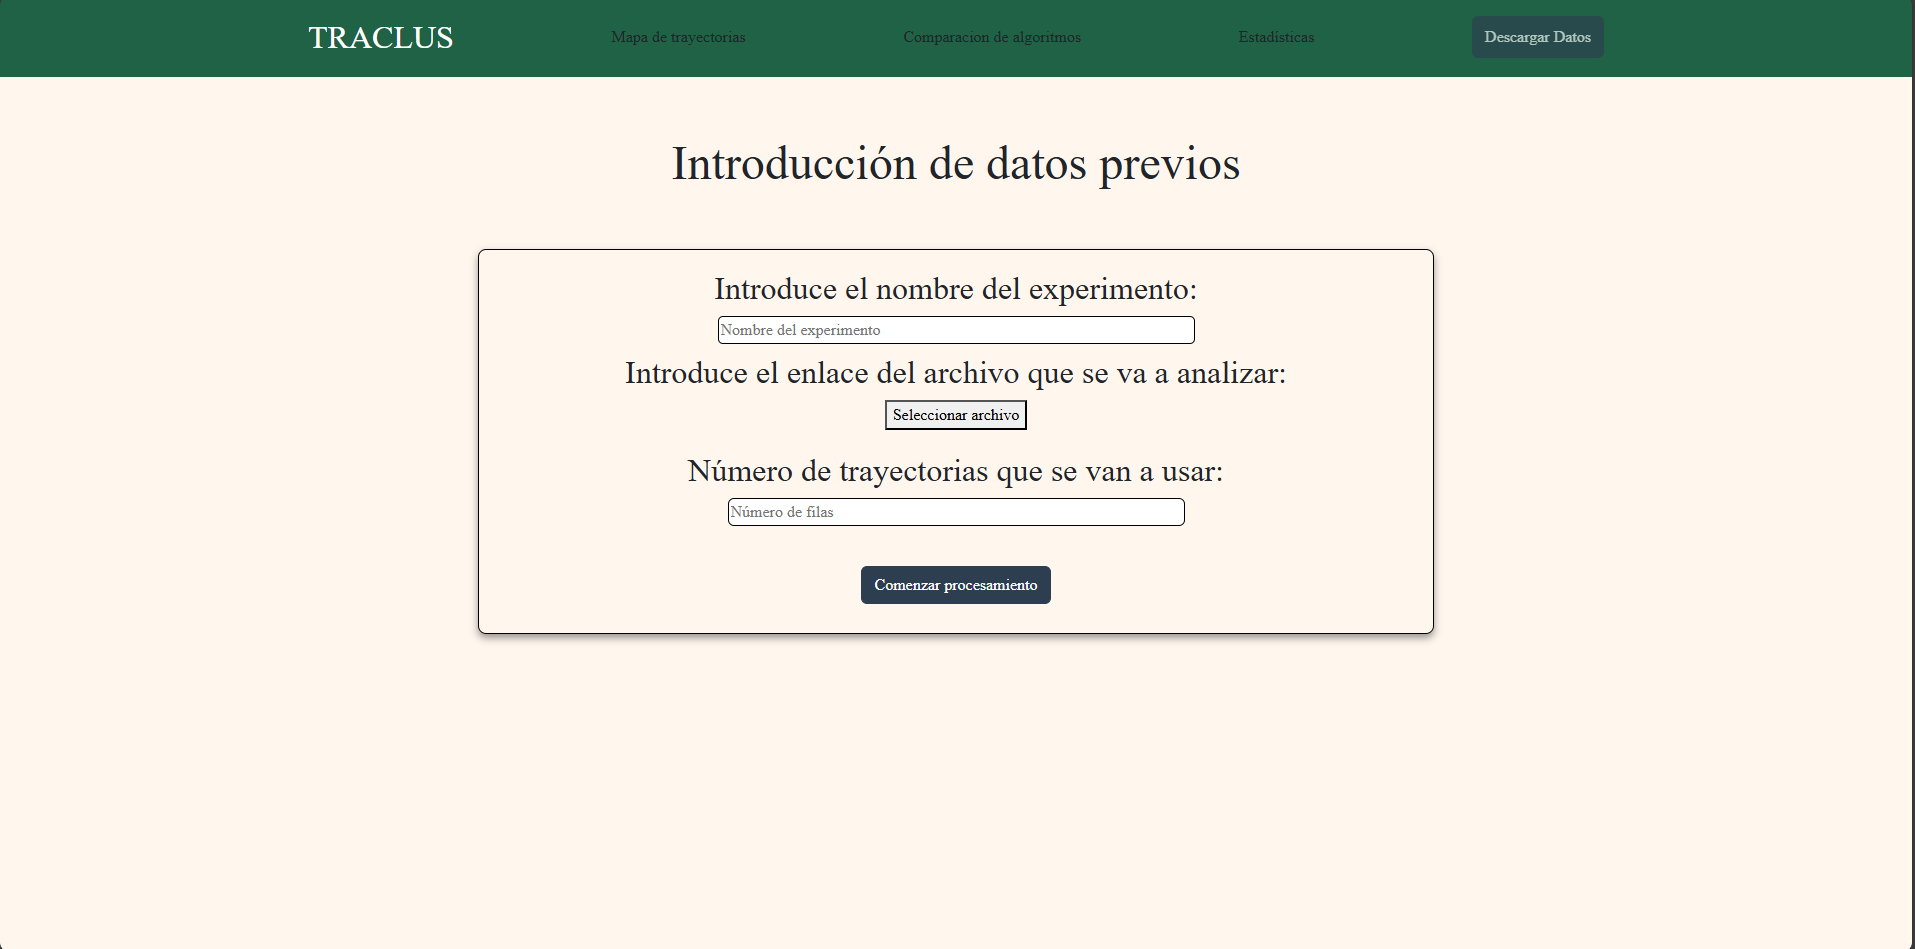 TRACLUS
Mapa de trayectorias
Comparacion de algoritmos
Estadísticas
Descargar Datos
Introducción de datos previos
Introduce el nombre del experimento:
Nombre del experimento
Introduce el enlace del archivo que se va a analizar:
Seleccionar archivo
Número de trayectorias que se van a usar:
Número de filas
Comenzar procesamiento